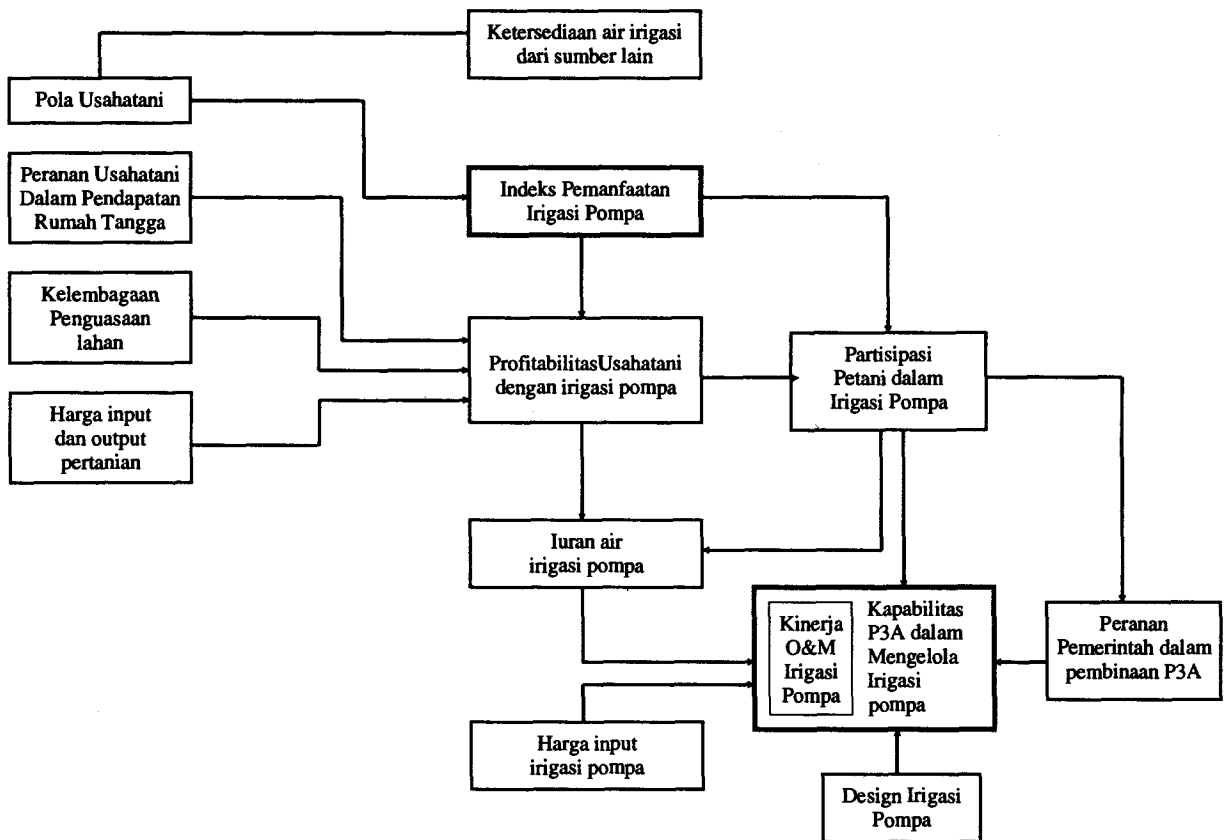 Ketersediaan air irigasi
dari sumber lain
Pola Usahatani
Peranan Usahatani
Dalam Pendapatan
Rumah Tangga
Indeks Pemanfaatan
Irigasi Pompa
Kelembagaan
Penguasaan
lahan
ProfitabilitasUsahatani
dengan irigasi pompa
Partisipasi
Petani dalam
Irigasi Pompa
Harga input
dan output
pertanian
Iuran air
irigasi pompa
Kinerja
O&M
Irigasi
Pompa
Kapabilitas
P3A dalam
Mengelola
Irigasi
pompa
Peranan
Pemerintah dalam
pembinaan P3A
Harga input
irigasi pompa
Design Irigasi
Pompa